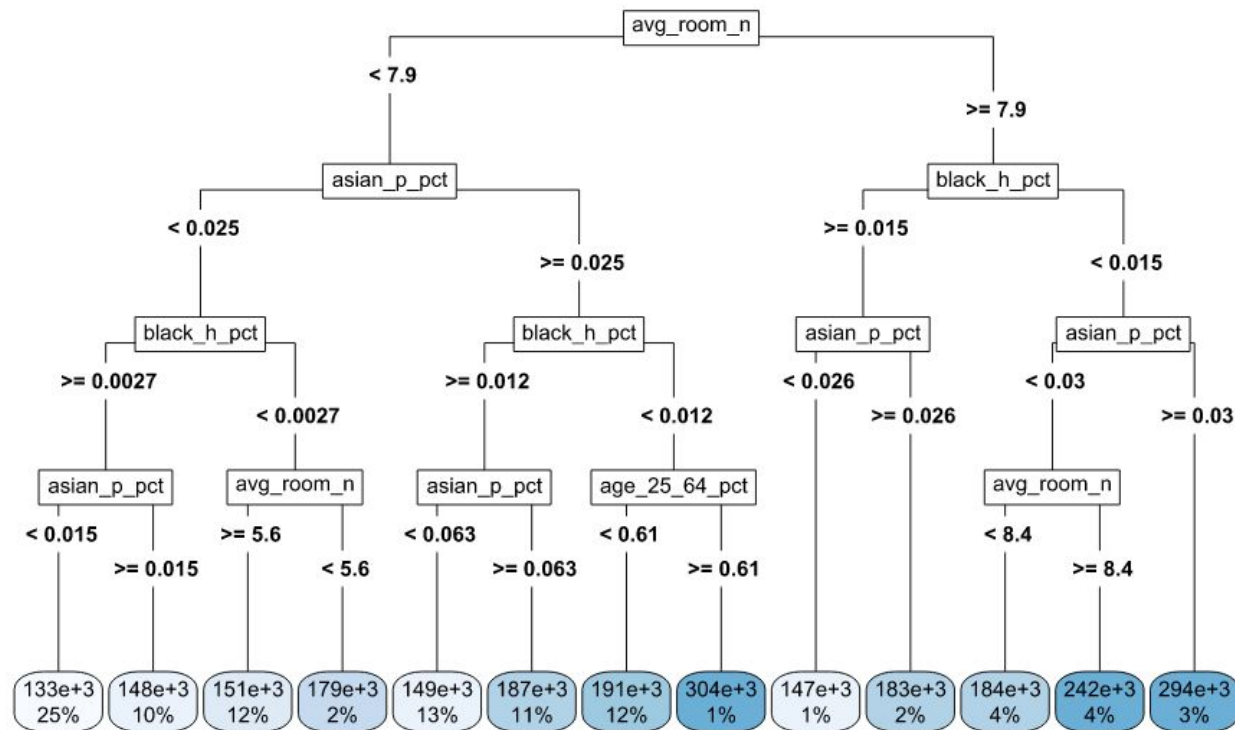 avg_room_n
< 7.9
>= 7.9
asian_p_pct
black_h_pct
< 0.025
>= 0.015
>= 0.025
< 0.015
black_h_pct
black_h_pct
asian_p_pct
asian_p_pct
>= 0.0027
>= 0.012
< 0.026
< 0.03
< 0.0027
< 0.012
>= 0.026
>= 0.03
asian_p_pct
avg_room_n
asian_p_pct
age_25_64_pct
avg_room_n
< 0.015
>= 5.6
< 0.063
< 0.61
< 8.4
>= 0.015
< 5.6
>= 0.063
>= 0.61
>= 8.4
133e+3 148e+3 151e+3 179e+3 149e+3 187e+3 191e+3 304e+3 147e+3 183e+3 184e+3 242e+3 294e+3
25% 10% 12% 2% 13% 11% 12% 1% 1% 2% 4% 4% 3%